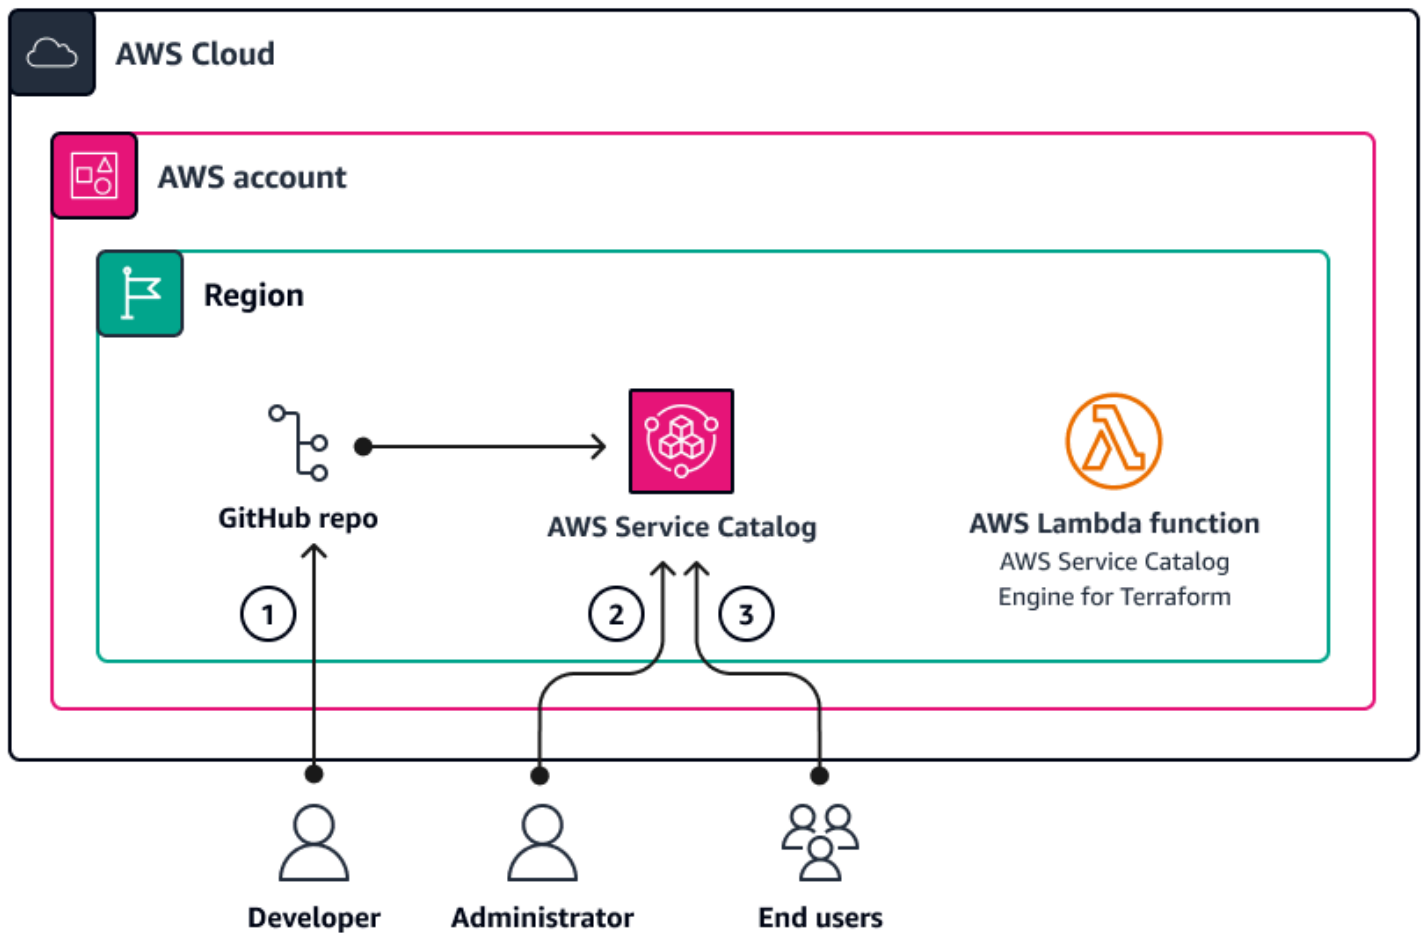 AWS Cloud
AWS account
Region
GitHub repo
AWS Service Catalog
AWS Lambda function
AWS Service Catalog
Engine for Terraform
1
2
3
Developer
Administrator
End users